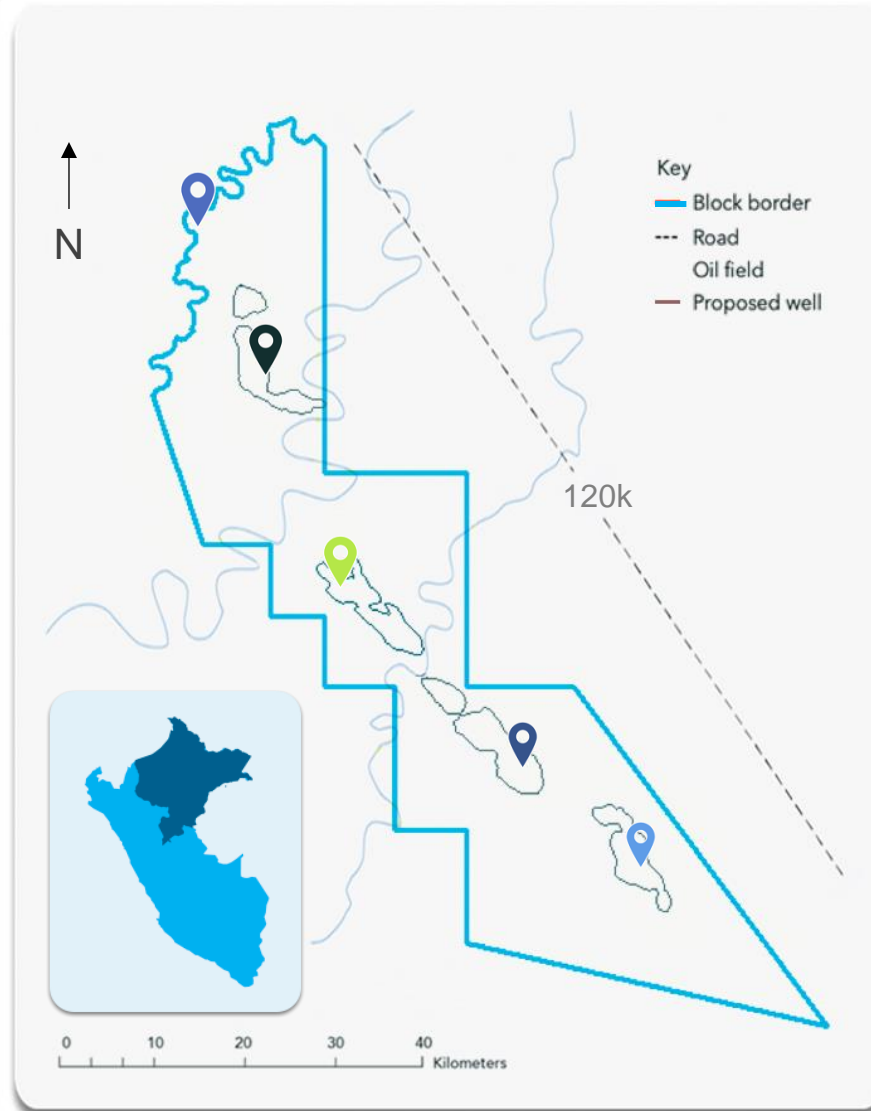 N
Key
Block border
Road
Oil field
Proposed well
120k
0 10 20 30 40
Kilometers